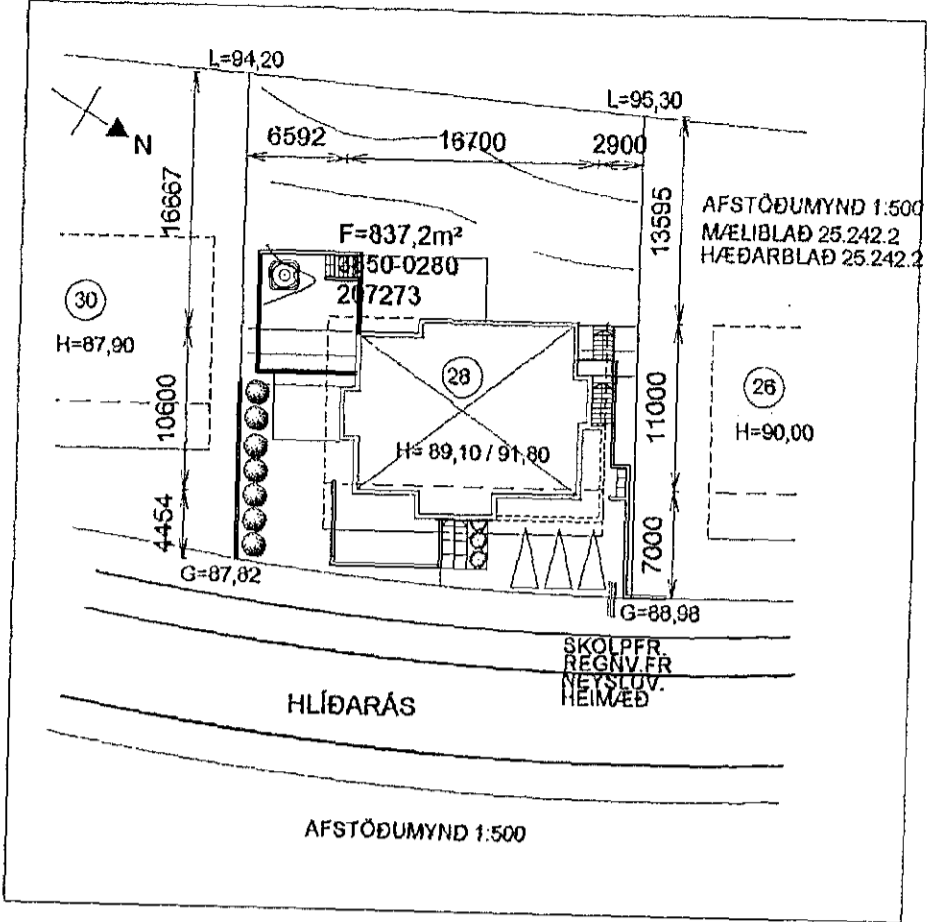 L=94,20
L=95,30
N
6592
16700
2900
16667
13595
AFSTÖÐUMYND 1:500
MÆLIBLAÐ 25.242.2
HÆÐARBLAÐ 25.242.2
F=837,2m²
-0280
207273
30
H=87,90
28
26
10600
11000
H= 89,10 / 91,80
H=90,00
4454
7000
G=87,82
G=88,98
SKOLPFR.
REGNV.FR
NEYSLUV.
HEIMÆÐ
HLÍÐARÁS
AFSTÖÐUMYND 1:500